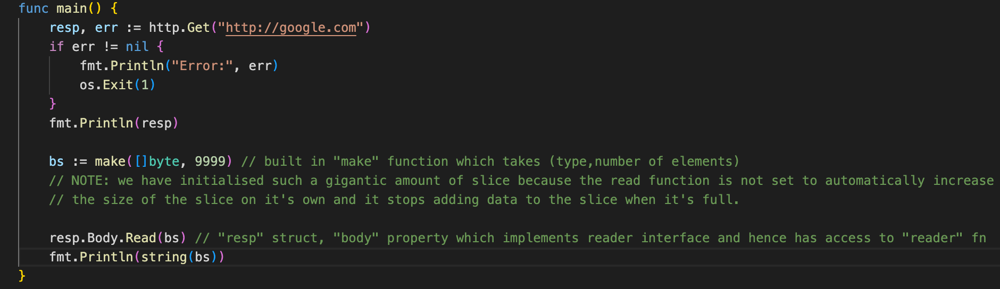 func main() {
    resp, err := http.Get("http://google.com")
    if err != nil {
        fmt.Println("Error:", err)
        os.Exit(1)
    }
    fmt.Println(resp)

    bs := make([]byte, 9999) // built in "make" function which takes (type,number of elements)
    // NOTE: we have initialised such a gigantic amount of slice because the read function is not set to automatically increase
    // the size of the slice on it's own and it stops adding data to the slice when it's full.

    resp.Body.Read(bs) // "resp" struct, "body" property which implements reader interface and hence has access to "reader" fn
    fmt.Println(string(bs))
}